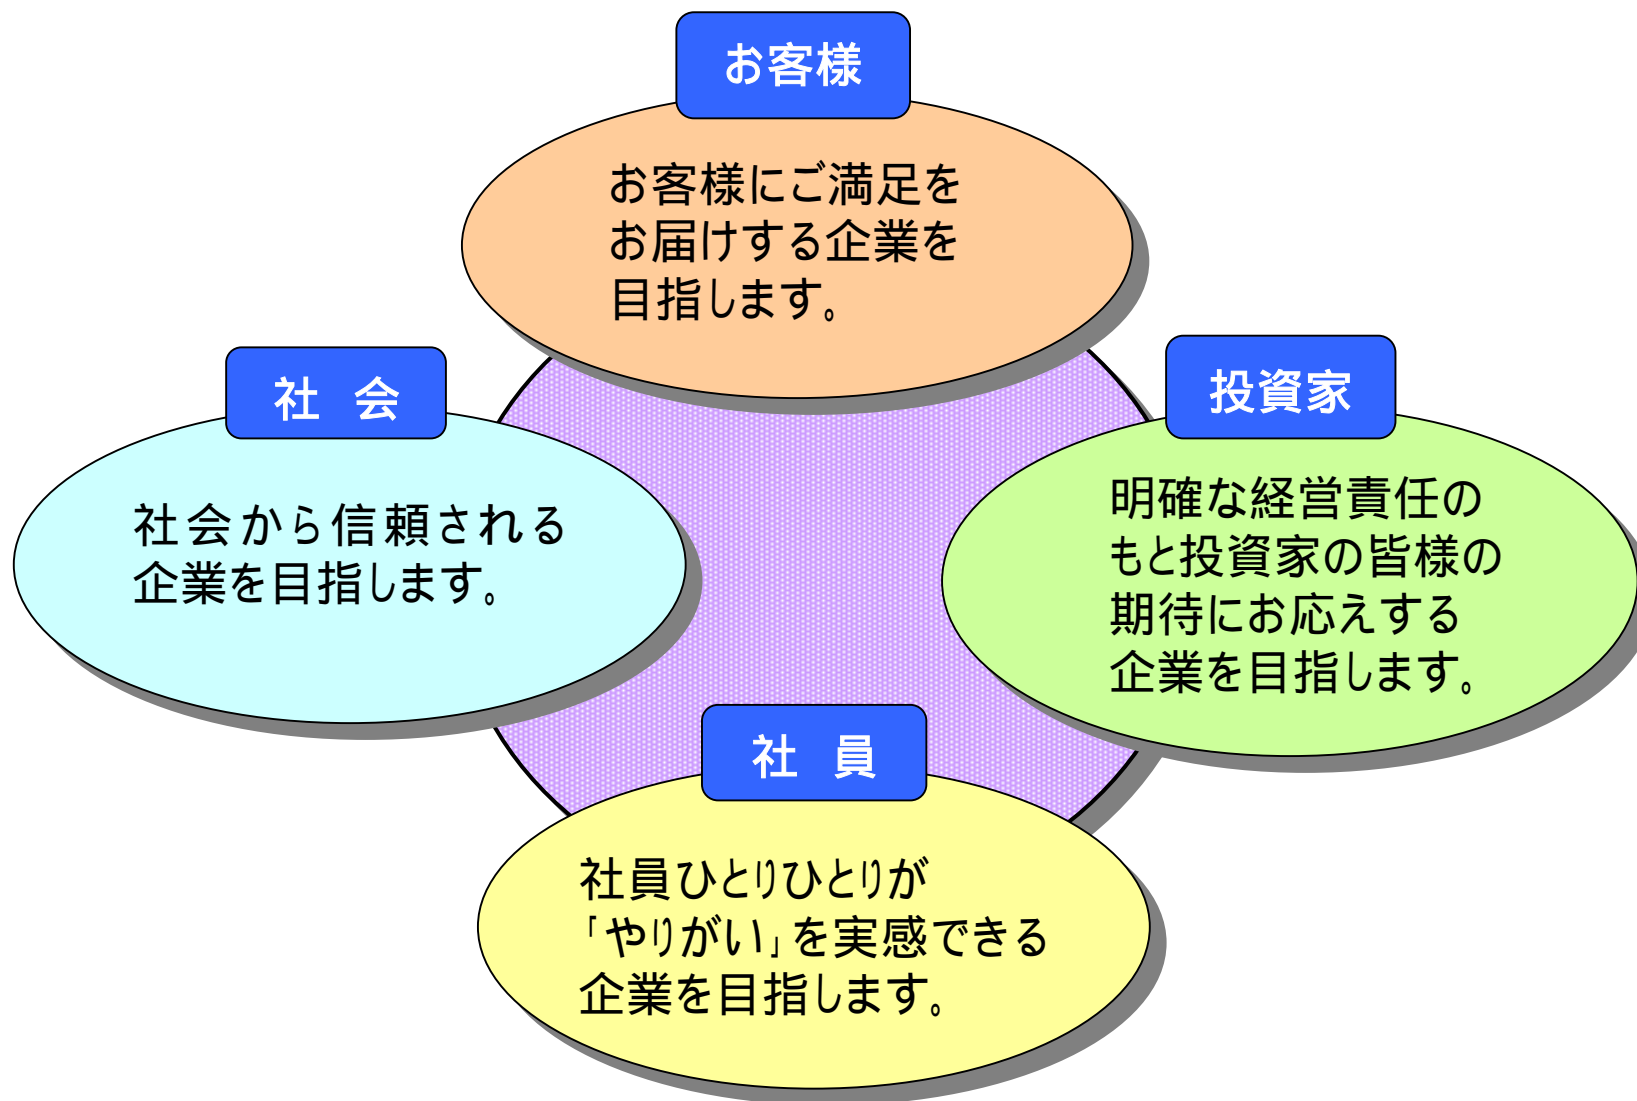 お客様
お客様にご満足を
お届けする企業を
目指します。
社 会
社会から信頼される
企業を目指します。
投資家
明確な経営責任の
もと投資家の皆様の
期待にお応えする
企業を目指します。
社 員
社員ひとりひとりが
「やりがい」を実感できる
企業を目指します。